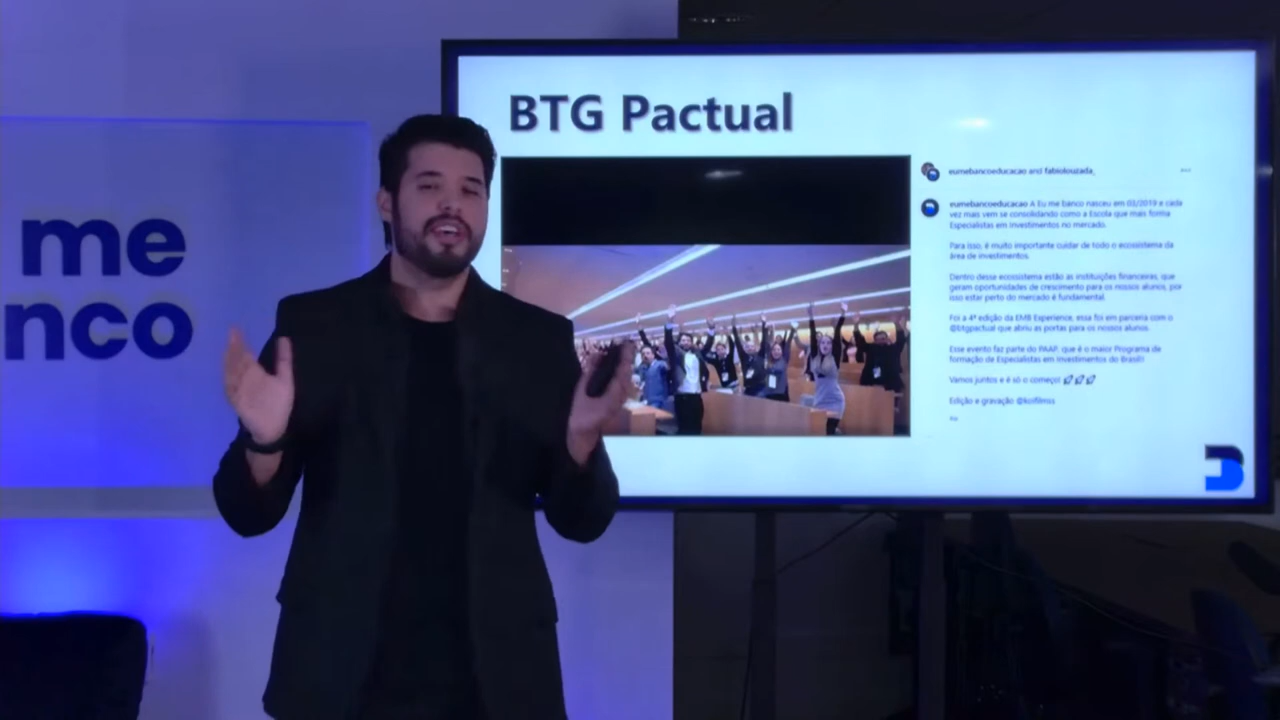 BTG Pactual
me
nco
eumebancoeducacao and fabiolouzada_
eumebancoeducacao A Eu me banco nasceu em 03/2019 e cada
vez mais vem se consolidando como a Escola que mais forma
Especialistas em investimentos no mercado.
Para isso, é muito importante cuidar de todo o ecossistema da
área de investimentos.
Dentro desse ecossistema estão as instituições financeiras, que
geram oportunidades de crescimento para os nossos alunos, por
isso estar perto do mercado é fundamental.
Foi a 4ª edição da EMB Experience, essa foi em parceria com o
@btgpactual que abriu as portas para os nossos alunos.
Esse evento faz parte do PAAP: que é o maior Programa de
formação de Especialistas em Investimentos do Brasil!
Vamos juntos e é só o começo! 🚀🚀🚀
Edição e gravação